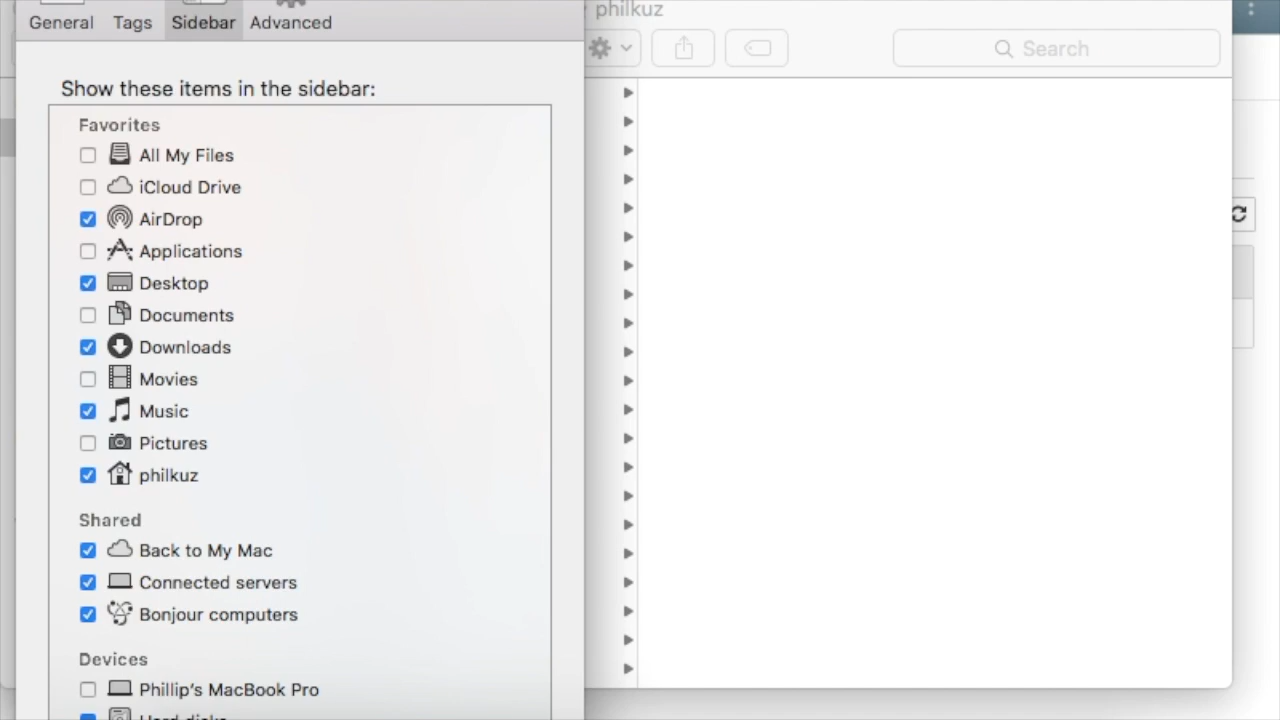 General Tags Sidebar Advanced
philkuz
Search
Show these items in the sidebar:
Favorites
All My Files
iCloud Drive
AirDrop
Applications
Desktop
Documents
Downloads
Movies
Music
Pictures
philkuz
Shared
Back to My Mac
Connected servers
Bonjour computers
Devices
Phillip's MacBook Pro
Hard disks